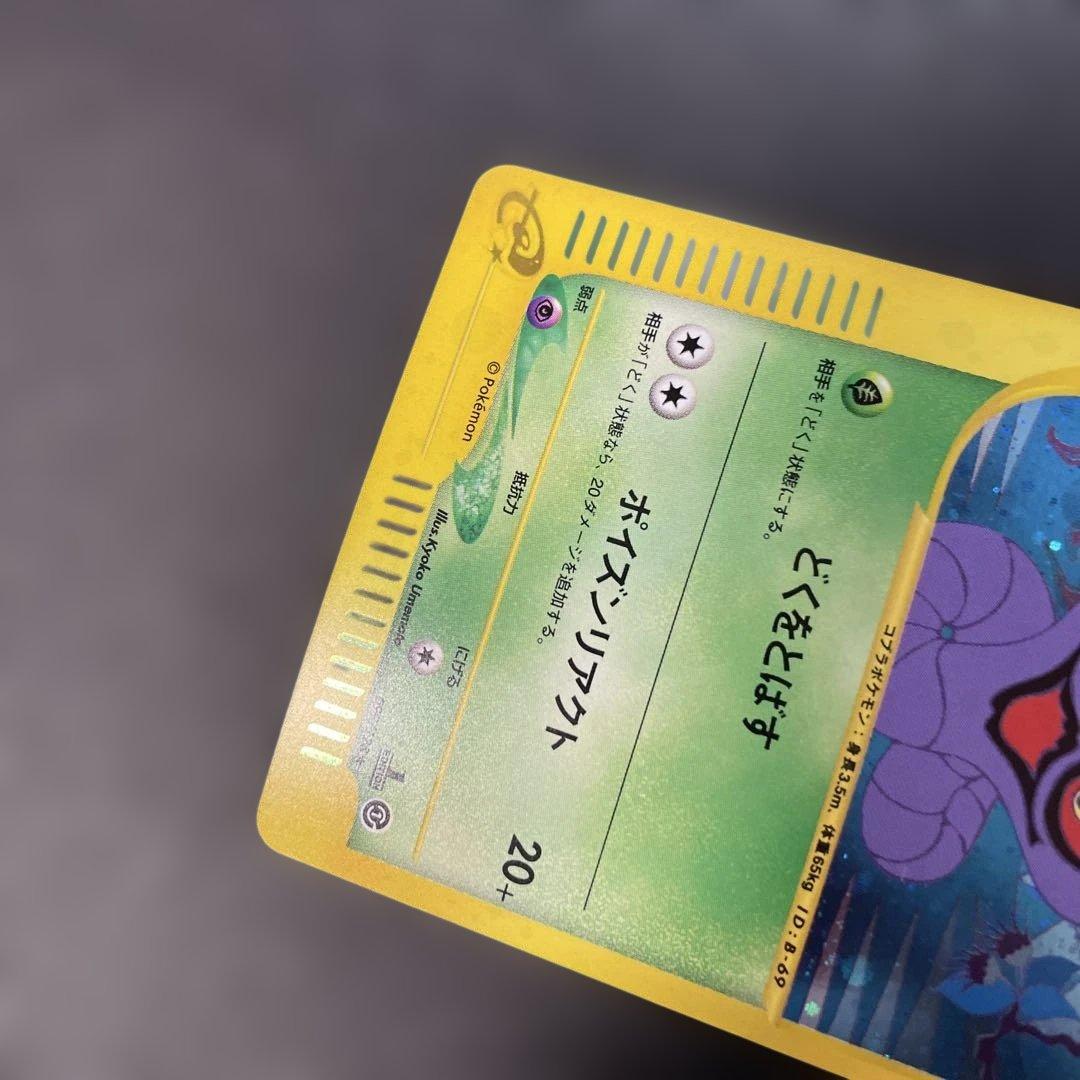 コブラポケモン：身長3.5m、体重65kg ID:B-69
どくをとばす
相手を「どく」状態にする。
ポイズンリアクト 20+
相手が「どく」状態なら、20ダメージを追加する。
弱点 抵抗力 にげる
Illus.Kyoko Umemoto
© Pokémon
1
EDITION
e